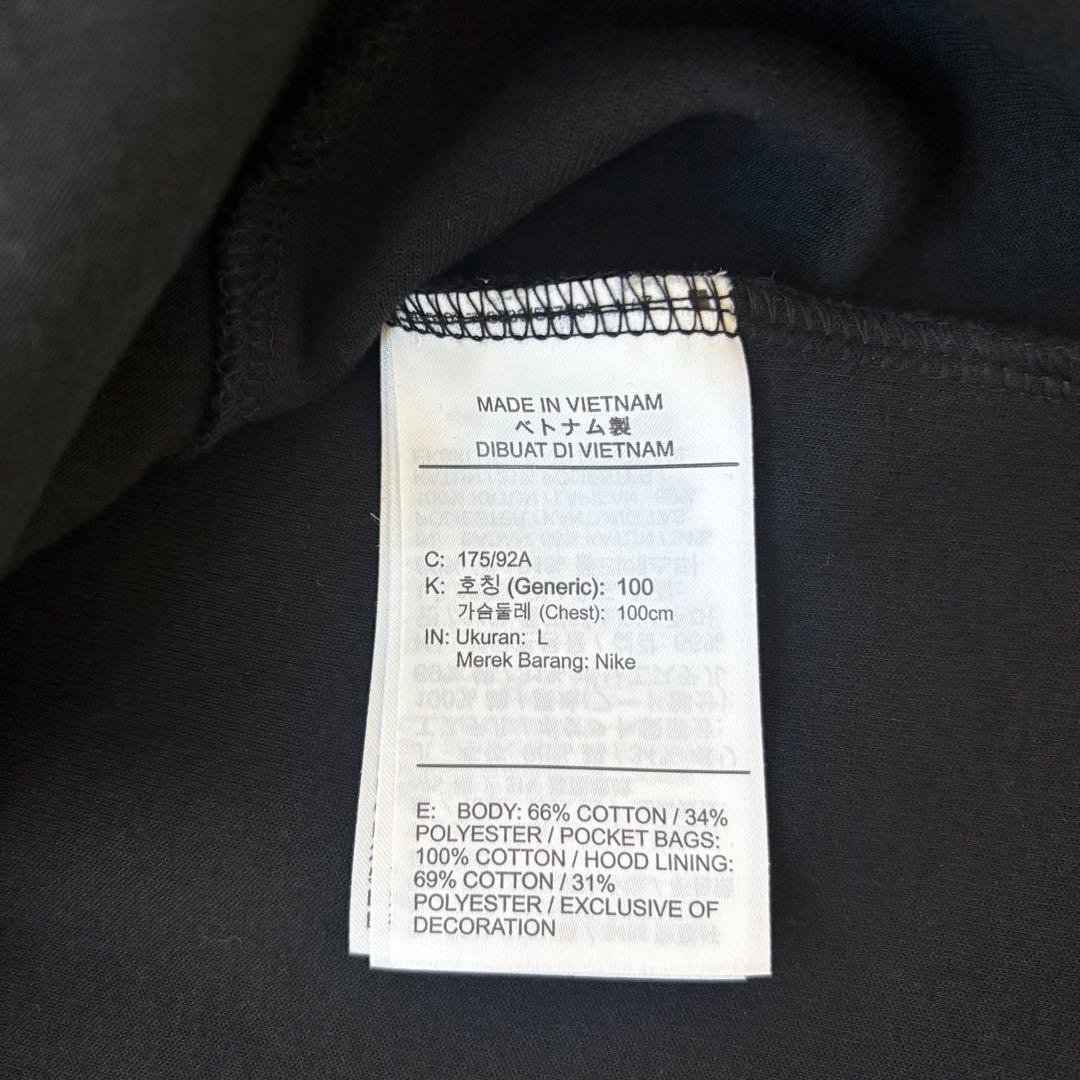 MADE IN VIETNAM
ベトナム製
DIBUAT DI VIETNAM
C: 175/92A
K: 호칭 (Generic): 100
가슴둘레 (Chest): 100cm
IN: Ukuran: L
Merek Barang: Nike
E: BODY: 66% COTTON / 34%
POLYESTER / POCKET BAGS:
100% COTTON / HOOD LINING:
69% COTTON / 31%
POLYESTER / EXCLUSIVE OF
DECORATION